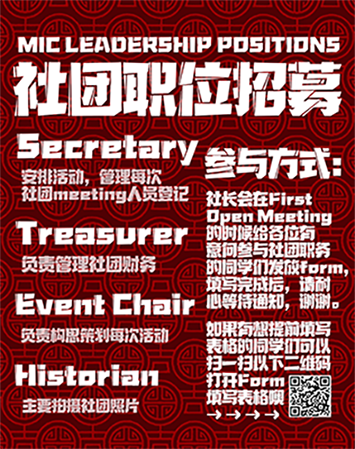 MIC LEADERSHIP POSITIONS
社团职位招募
Secretary
安排活动，管理每次
社团meeting人员登记
Treasurer
负责管理社团财务
Event Chair
负责构思策划每次活动
Historian
主要拍摄社团照片
参与方式：
社长会在First
Open Meeting
的时候给各位有
意向参与社团职务
的同学们发放form，
填写完成后，请耐
心等待通知，谢谢。
如果有想提前填写
表格的同学们可以
扫一扫以下二维码
打开Form
填写表格呗
→→→→